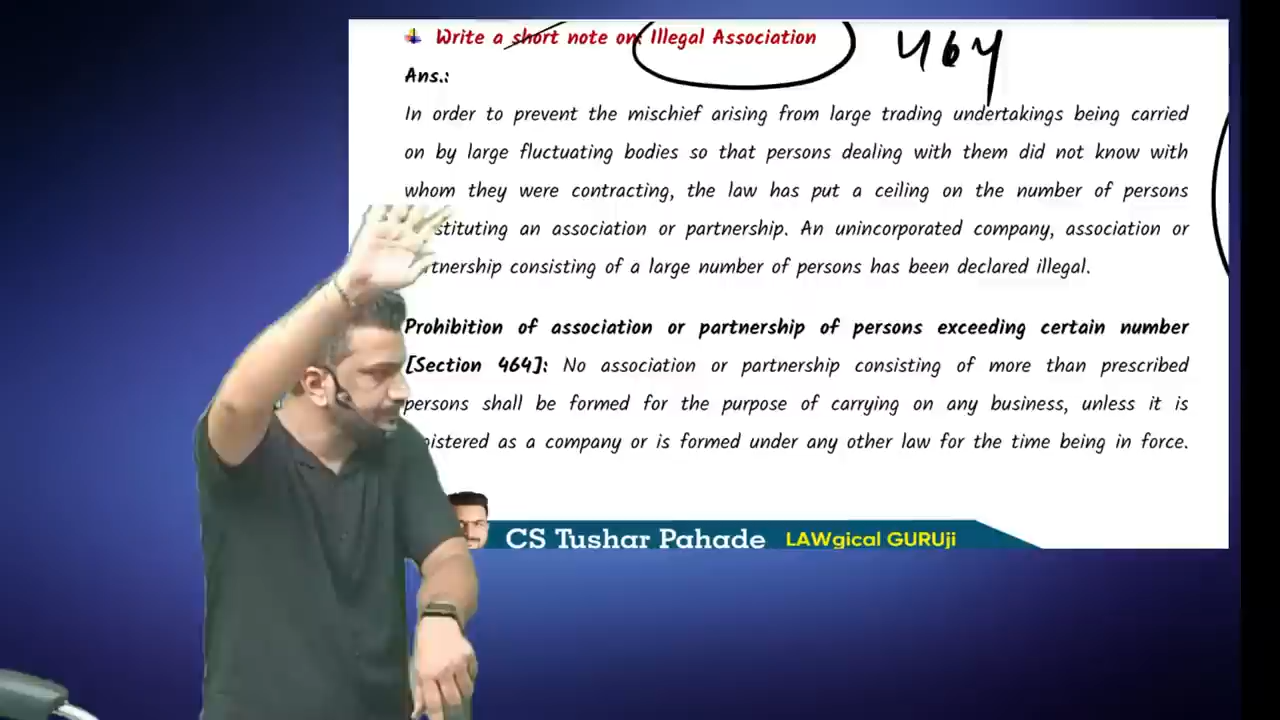 Write a short note on: Illegal Association
464
Ans.:
In order to prevent the mischief arising from large trading undertakings being carried
on by large fluctuating bodies so that persons dealing with them did not know with
whom they were contracting, the law has put a ceiling on the number of persons
an association or partnership. An unincorporated company, association or
consisting of a large number of persons has been declared illegal.
Prohibition of association or partnership of persons exceeding certain number
[Section 464]: No association or partnership consisting of more than prescribed
persons shall be formed for the purpose of carrying on any business, unless it is
as a company or is formed under any other law for the time being in force.
CS Tushar Pahade LAWgical GURUji